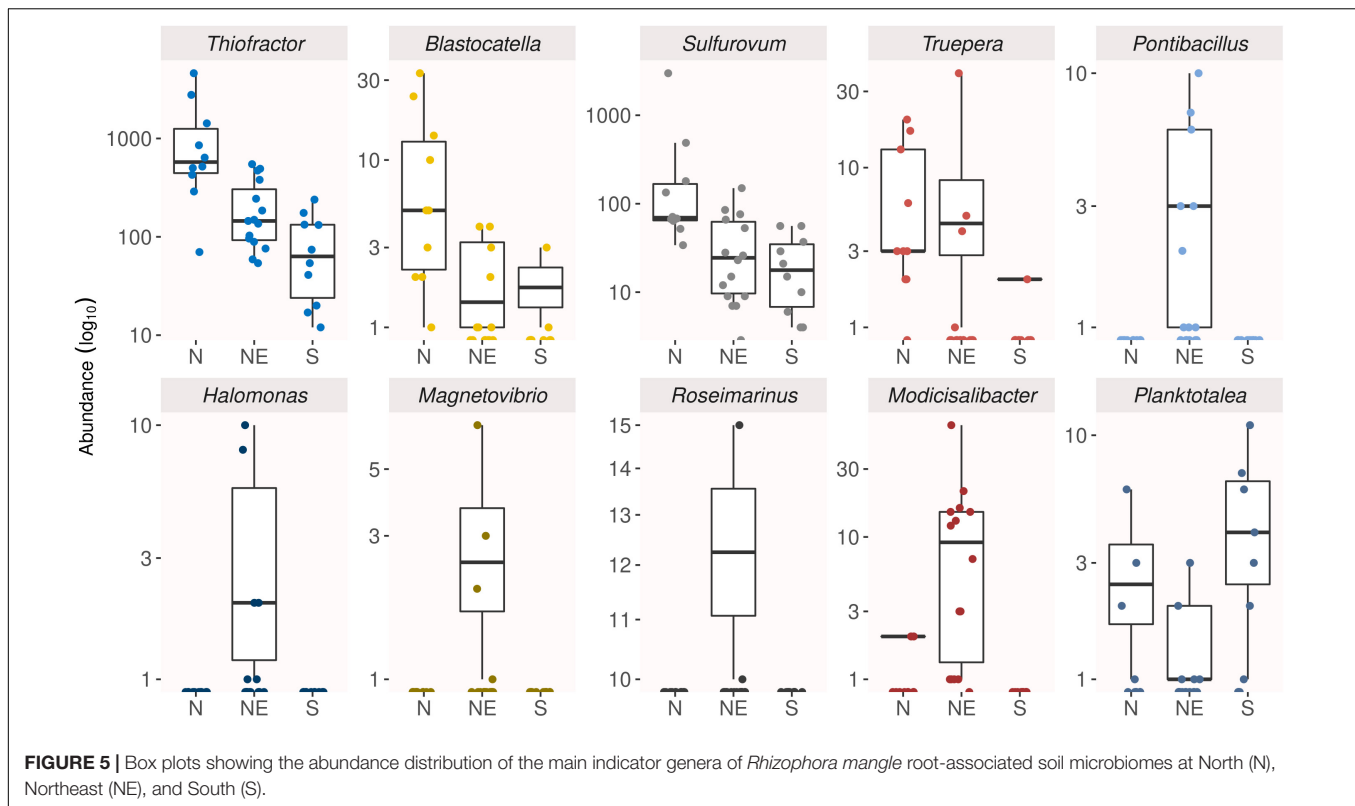 Thiofractor Blastocatella Sulfurovum Truepera Pontibacillus
Abundance (log10)
1000
100
10
N NE S
30
10
3
1
N NE S
1000
100
10
N NE S
30
10
3
1
N NE S
10
3
1
N NE S
Halomonas Magnetovibrio Roseimarinus Modicisalibacter Planktotalea
10
3
1
N NE S
5
3
1
N NE S
15
14
13
12
11
10
N NE S
30
10
3
1
N NE S
10
3
1
N NE S
FIGURE 5 | Box plots showing the abundance distribution of the main indicator genera of Rhizophora mangle root-associated soil microbiomes at North (N),
Northeast (NE), and South (S).